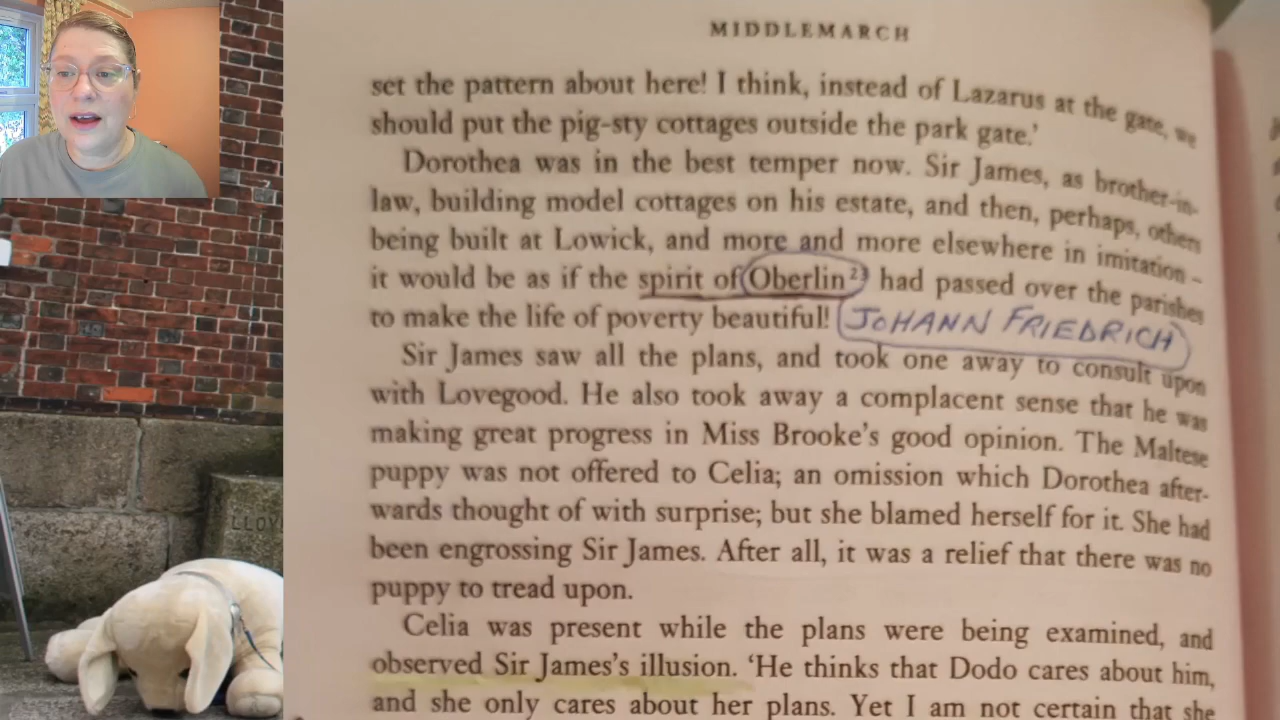 MIDDLEMARCH
set the pattern about here! I think, instead of Lazarus at the gate, we
should put the pig-sty cottages outside the park gate.'
Dorothea was in the best temper now. Sir James, as brother-in-
law, building model cottages on his estate, and then, perhaps, others
being built at Lowick, and more and more elsewhere in imitation –
it would be as if the spirit of Oberlin²³ had passed over the parishes
to make the life of poverty beautiful! JOHANN FRIEDRICH
Sir James saw all the plans, and took one away to consult upon
with Lovegood. He also took away a complacent sense that he was
making great progress in Miss Brooke's good opinion. The Maltese
puppy was not offered to Celia; an omission which Dorothea after-
wards thought of with surprise; but she blamed herself for it. She had
been engrossing Sir James. After all, it was a relief that there was no
puppy to tread upon.
Celia was present while the plans were being examined, and
observed Sir James's illusion. 'He thinks that Dodo cares about him,
and she only cares about her plans. Yet I am not certain that she